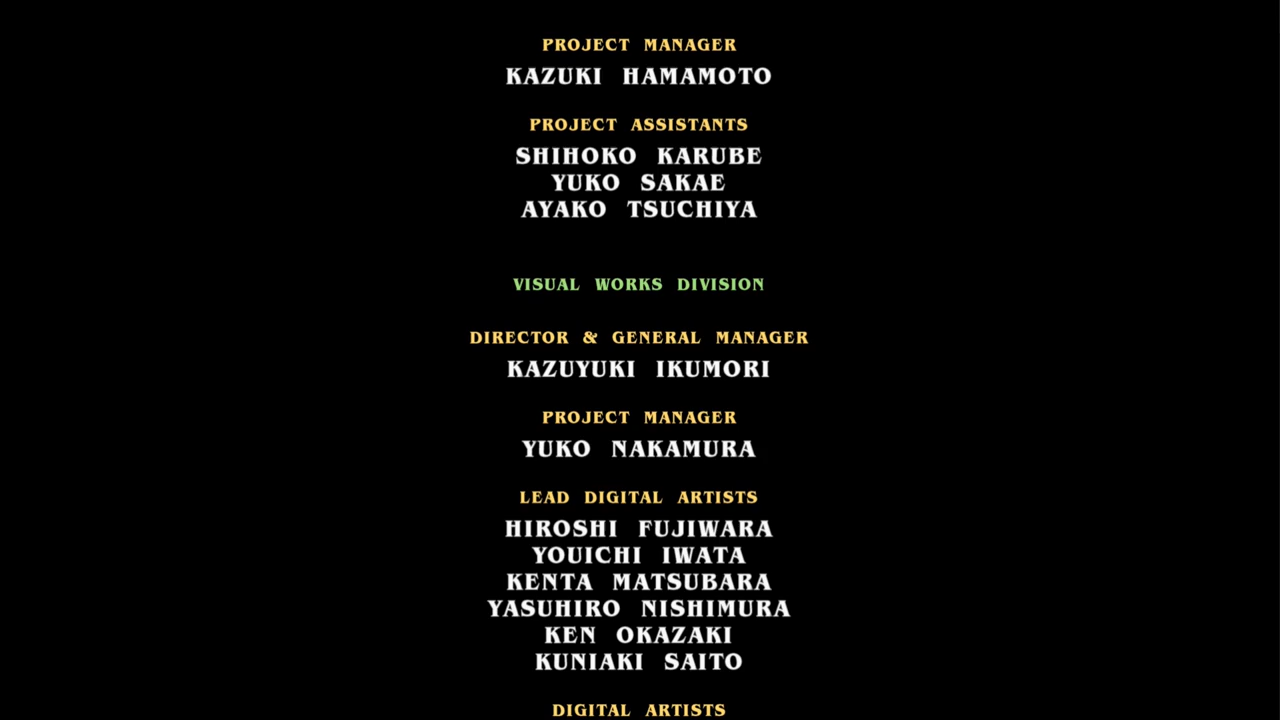 PROJECT MANAGER
KAZUKI HAMAMOTO
PROJECT ASSISTANTS
SHIHOKO KARUBE
YUKO SAKAE
AYAKO TSUCHIYA
VISUAL WORKS DIVISION
DIRECTOR & GENERAL MANAGER
KAZUYUKI IKUMORI
PROJECT MANAGER
YUKO NAKAMURA
LEAD DIGITAL ARTISTS
HIROSHI FUJIWARA
YOUICHI IWATA
KENTA MATSUBARA
YASUHIRO NISHIMURA
KEN OKAZAKI
KUNIAKI SAITO
DIGITAL ARTISTS